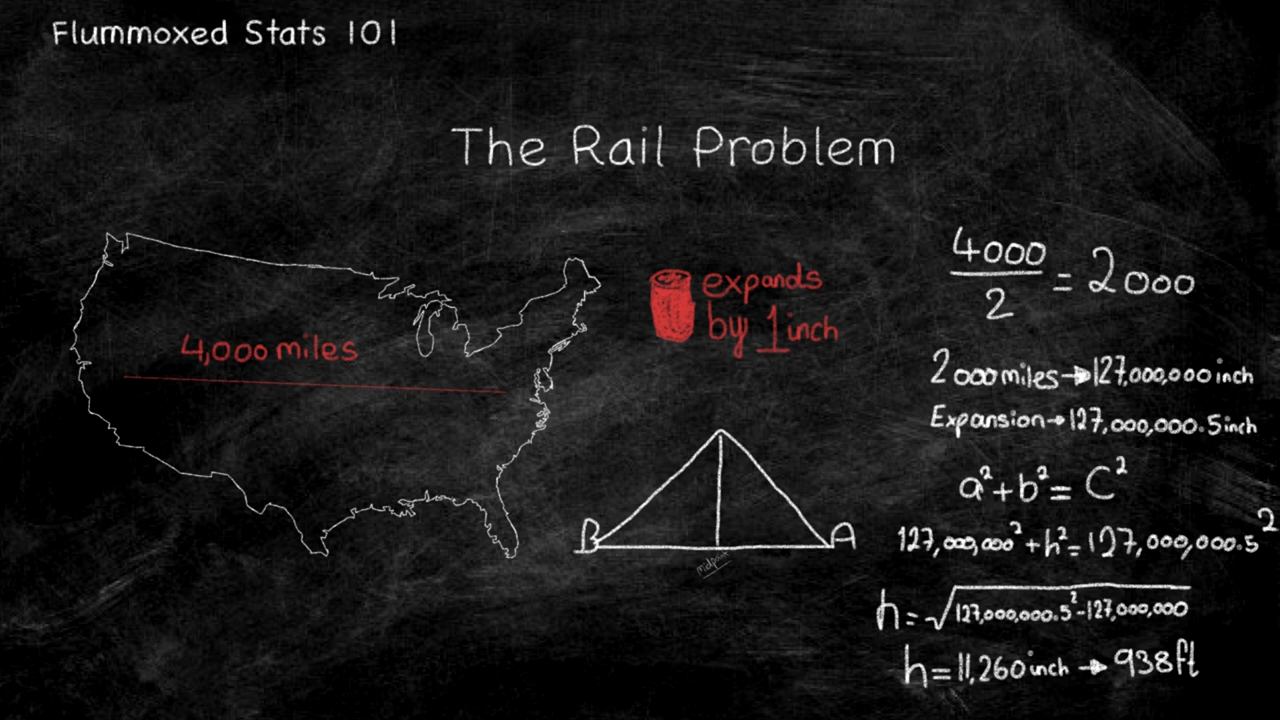 Flummoxed Stats 101
The Rail Problem
4,000 miles
expands
by 1 inch
B
A
Midpoint
4000
2
= 2000
2000 miles → 127,000,000 inch
Expansion → 127,000,000.5 inch
a² + b² = C²
127,000,000² + h² = 127,000,000.5²
h = √127,000,000.5² - 127,000,000
h = 11,260 inch → 938 ft